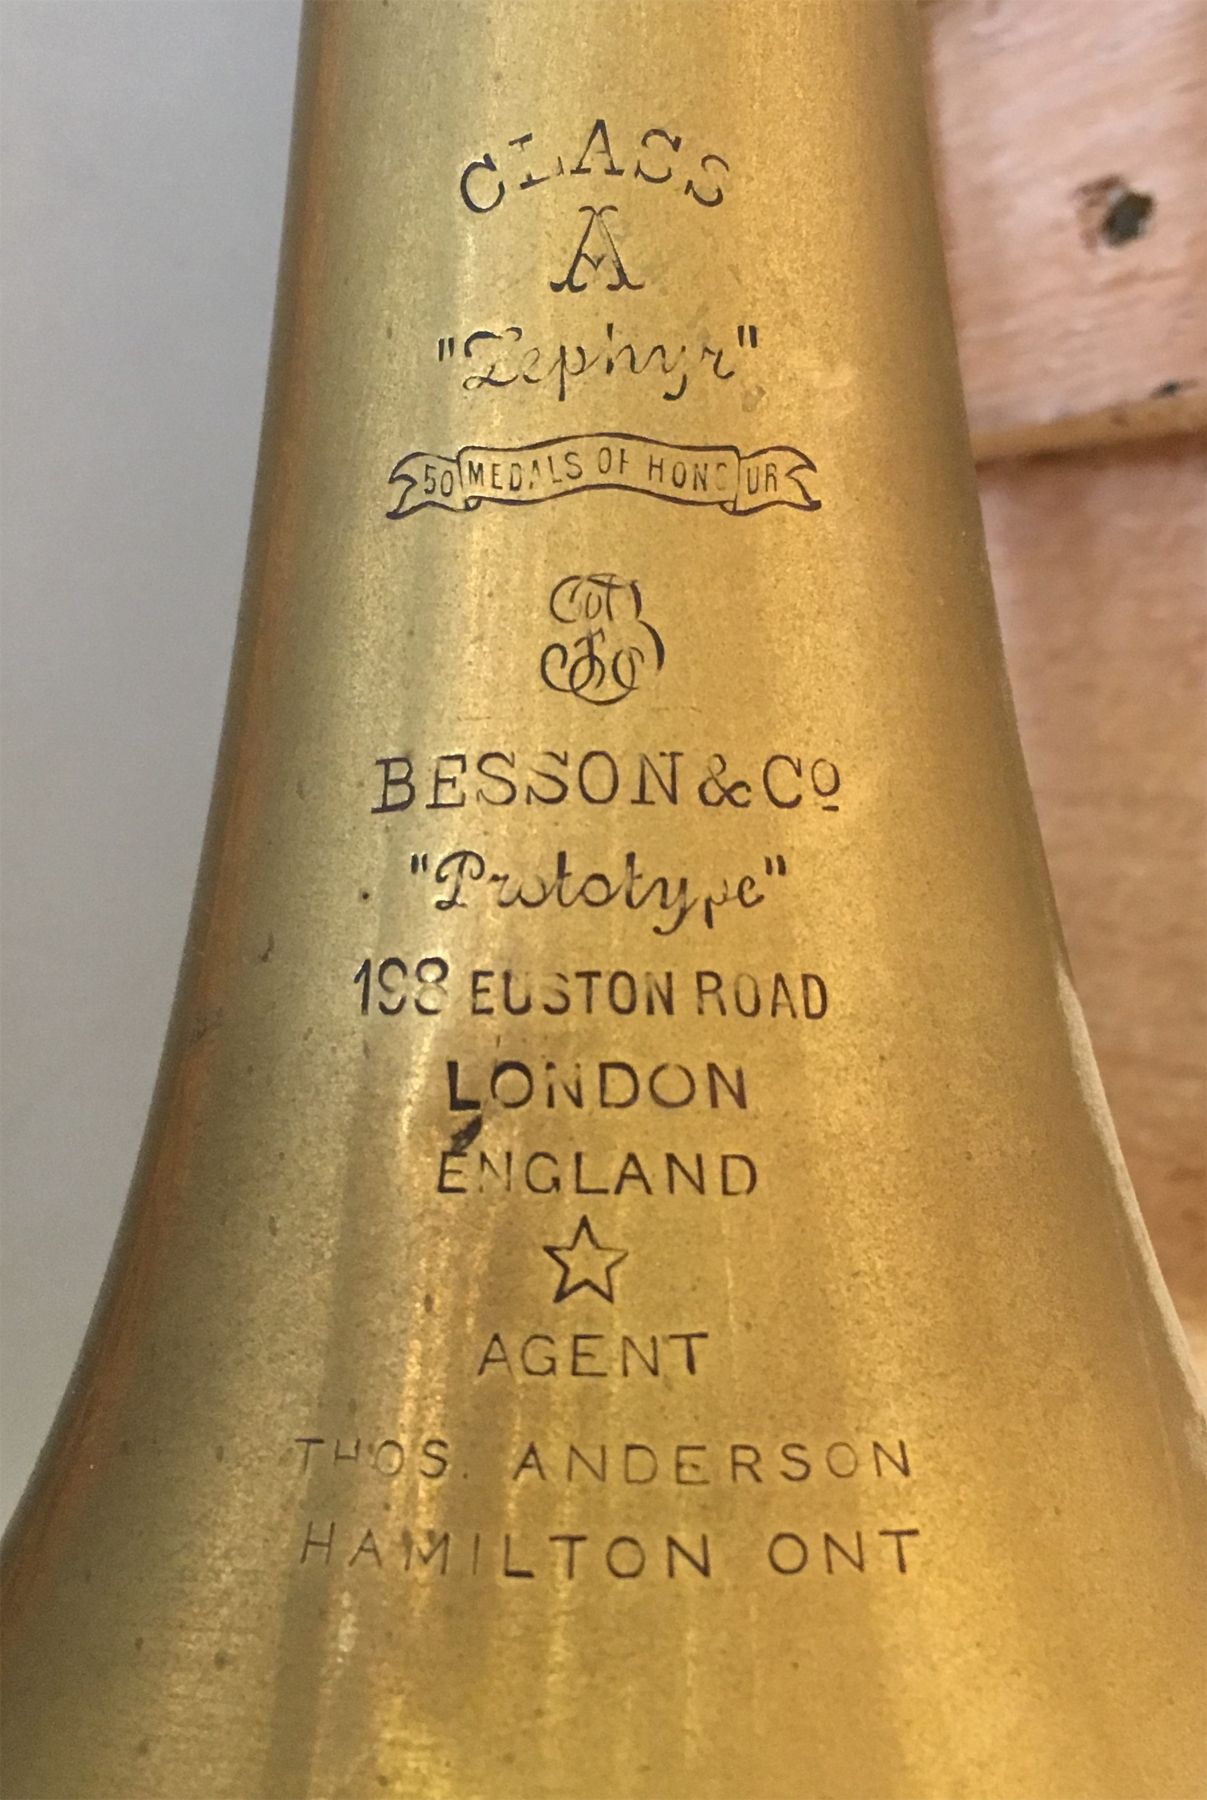 CLASS
A
"Zephyr"
50 MEDALS OF HONOUR
BESSON & Co
"Prototype"
198 EUSTON ROAD
LONDON
ENGLAND
AGENT
THOS. ANDERSON
HAMILTON ONT